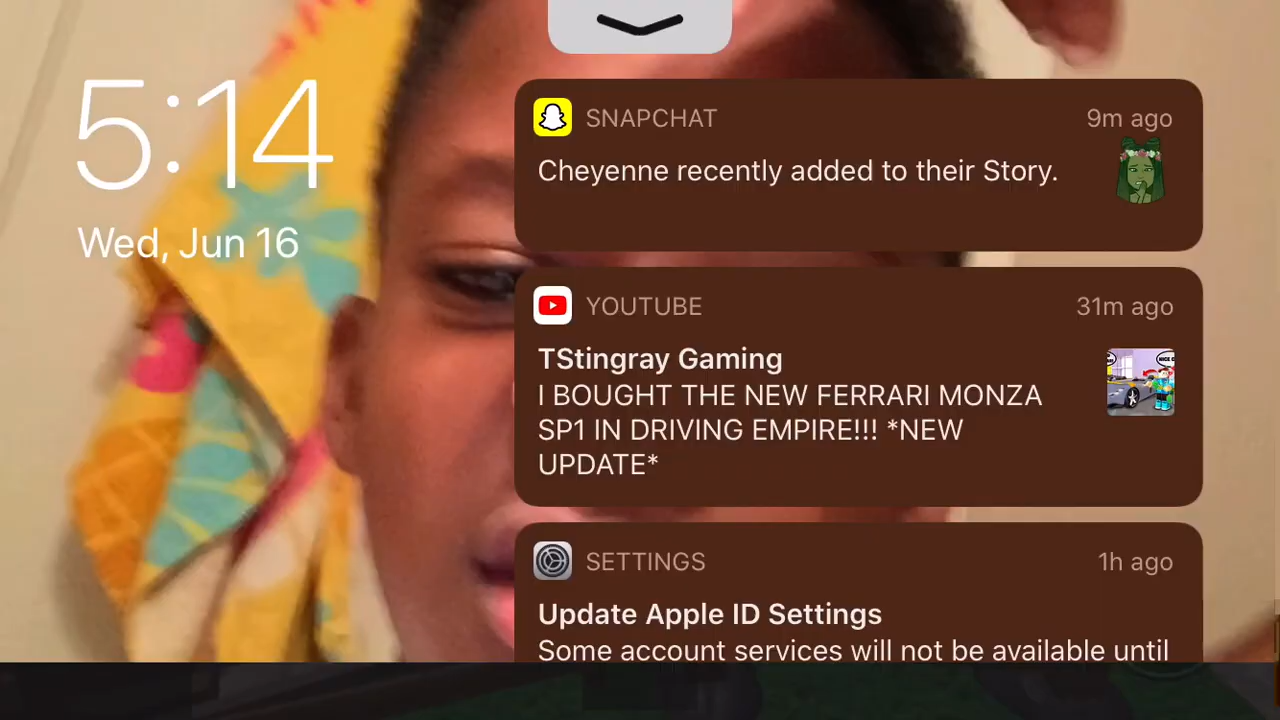 5:14
Wed, Jun 16
SNAPCHAT
9m ago
Cheyenne recently added to their Story.
YOUTUBE
31m ago
TStingray Gaming
I BOUGHT THE NEW FERRARI MONZA
SP1 IN DRIVING EMPIRE!!! *NEW
UPDATE*
SETTINGS
1h ago
Update Apple ID Settings
Some account services will not be available until